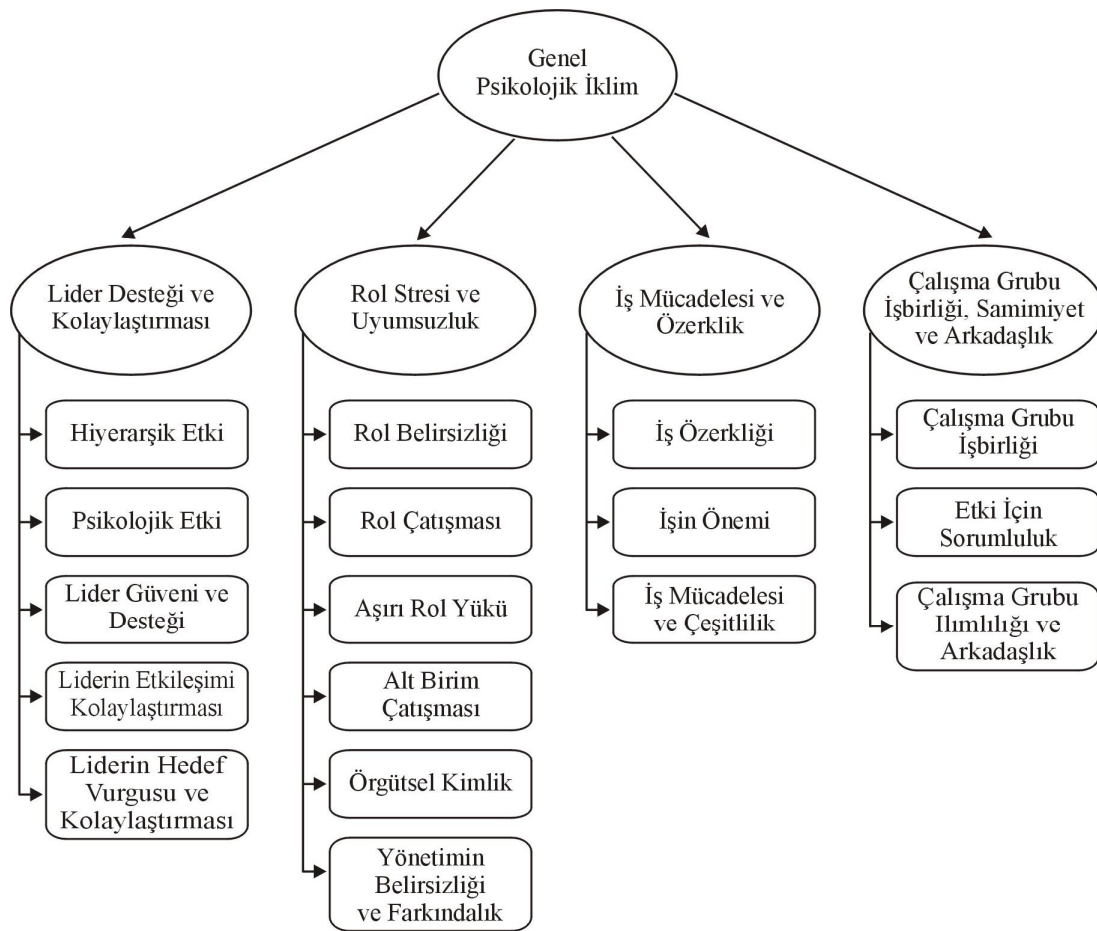 Genel
Psikolojik İklim
Lider Desteği ve
Kolaylaştırması
Hiyerarşik Etki
Psikolojik Etki
Lider Güveni ve
Desteği
Liderin Etkileşimi
Kolaylaştırması
Liderin Hedef
Vurgusu ve
Kolaylaştırması
Rol Stresi ve
Uyumsuzluk
Rol Belirsizliği
Rol Çatışması
Aşırı Rol Yükü
Alt Birim
Çatışması
Örgütsel Kimlik
Yönetimin
Belirsizliği
ve Farkındalık
İş Mücadelesi ve
Özerklik
İş Özerkliği
İşin Önemi
İş Mücadelesi
ve Çeşitlilik
Çalışma Grubu
İşbirliği, Samimiyet
ve Arkadaşlık
Çalışma Grubu
İşbirliği
Etki İçin
Sorumluluk
Çalışma Grubu
Ilımlılığı ve
Arkadaşlık